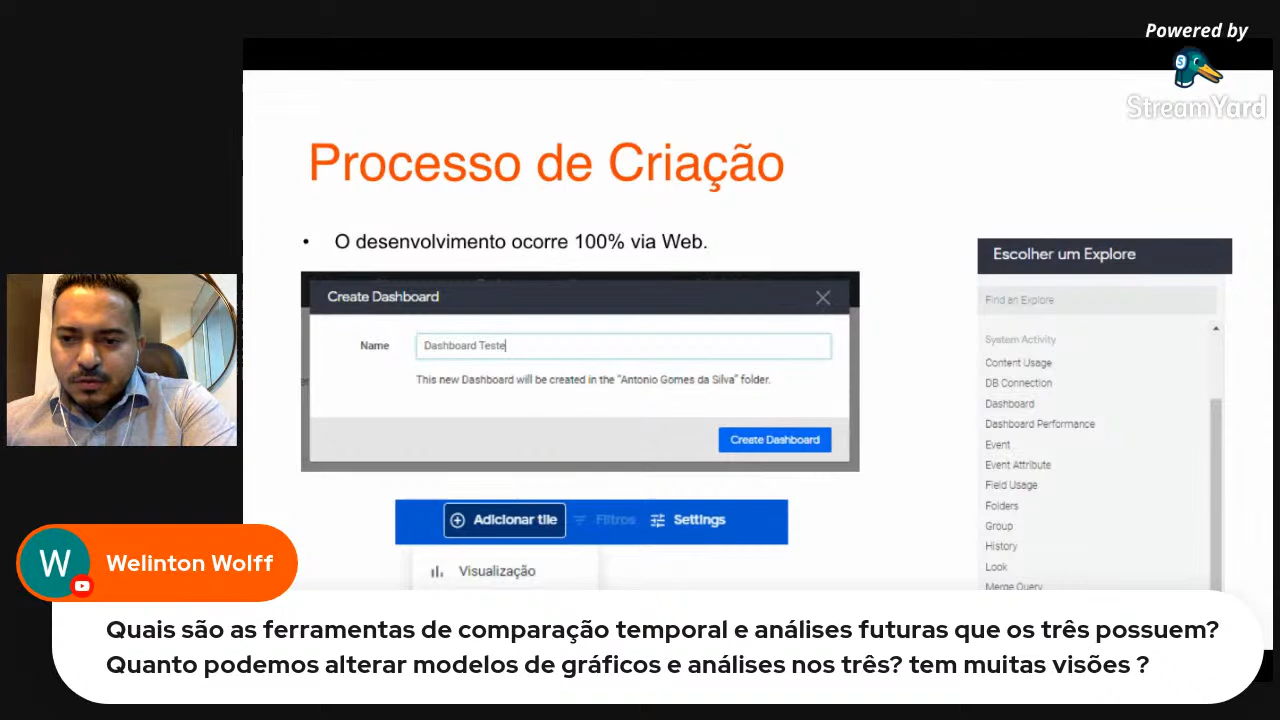 Powered by
StreamYard
Processo de Criação
• O desenvolvimento ocorre 100% via Web.
Create Dashboard
Name
Dashboard Teste
This new Dashboard will be created in the "Antonio Gomes da Silva" folder.
Create Dashboard
Adicionar tile
Filtros
Settings
Visualização
Escolher um Explore
Find an Explore
System Activity
Content Usage
DB Connection
Dashboard
Dashboard Performance
Event
Event Attribute
Field Usage
Folders
Group
History
Look
Merge Query
W
Welinton Wolff
Quais são as ferramentas de comparação temporal e análises futuras que os três possuem?
Quanto podemos alterar modelos de gráficos e análises nos três? tem muitas visões ?